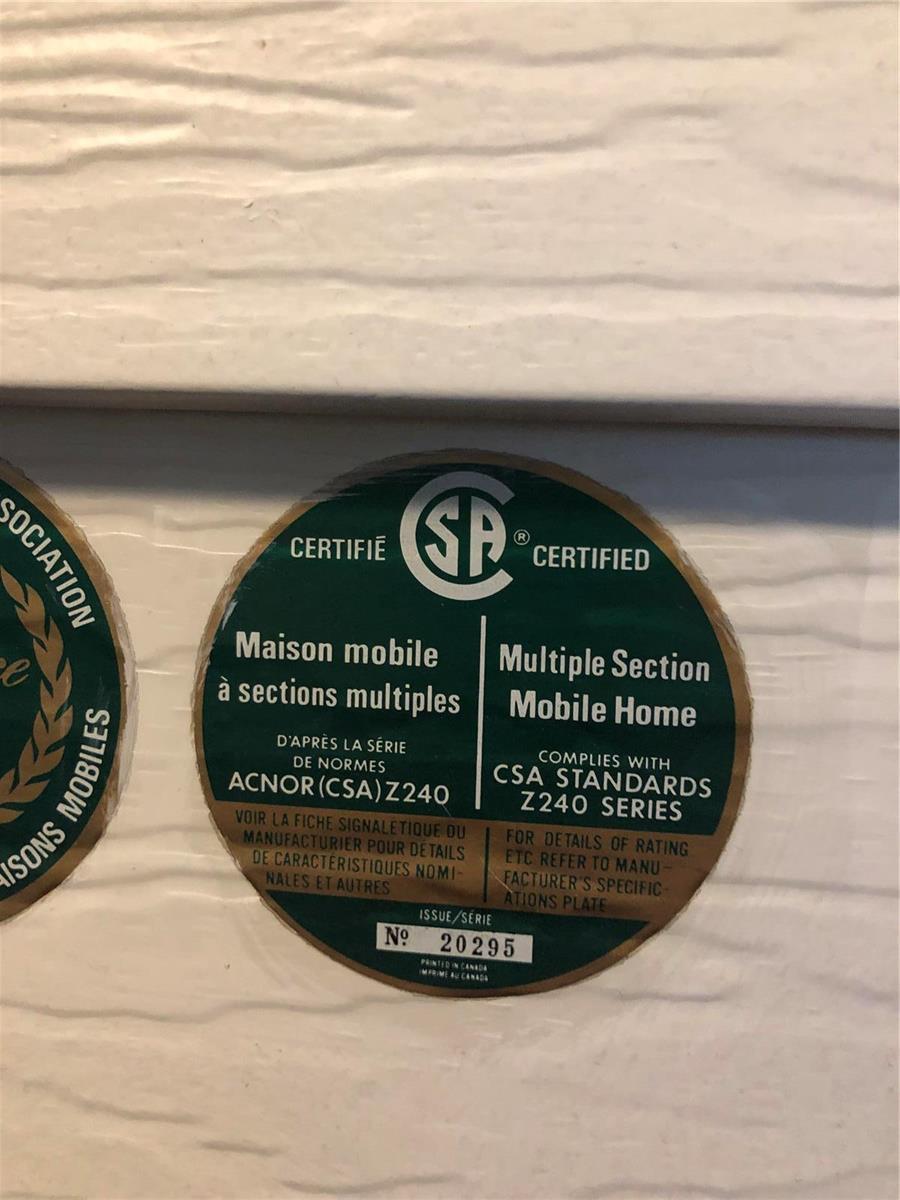 SOCIATION
AISONS MOBILES
CERTIFIÉ
CSA®
CERTIFIED
Maison mobile
à sections multiples
D'APRÈS LA SÉRIE
DE NORMES
ACNOR (CSA) Z240
Multiple Section
Mobile Home
COMPLIES WITH
CSA STANDARDS
Z240 SERIES
VOIR LA FICHE SIGNALETIQUE DU
MANUFACTURIER POUR DÉTAILS
DE CARACTÉRISTIQUES NOMI-
NALES ET AUTRES
FOR DETAILS OF RATING
ETC REFER TO MANU-
FACTURER'S SPECIFIC-
ATIONS PLATE
ISSUE/SÉRIE
Nº 20295
PRINTED IN CANADA
IMPRIMÉ AU CANADA